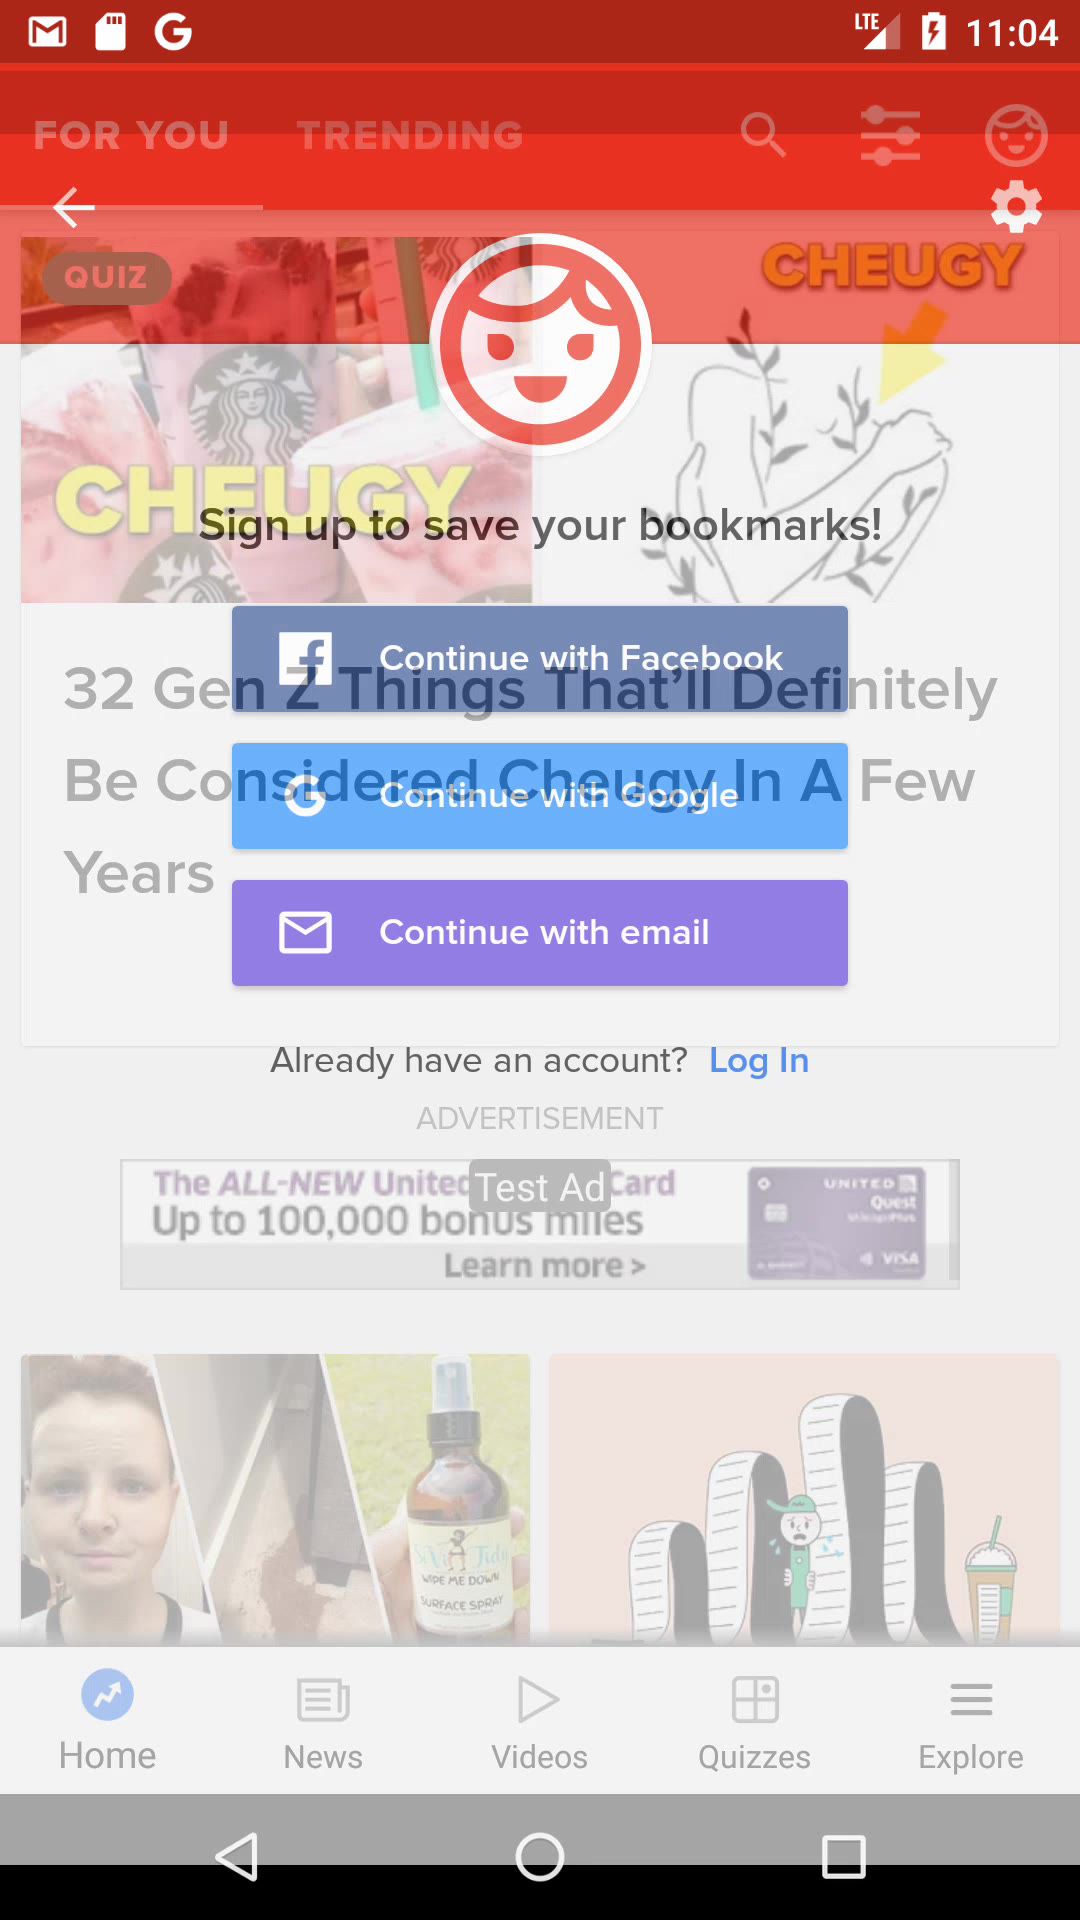 LTE 11:04
FOR YOU TRENDING
QUIZ
CHEUGY
CHEUGY
Sign up to save your bookmarks!
Continue with Facebook
32 Gen Z Things That'll Definitely
Be Considered Cheugy In A Few
Years
Continue with Google
Continue with email
Already have an account? Log In
ADVERTISEMENT
The ALL-NEW United Card
Test Ad
Up to 100,000 bonus miles
Learn more >
UNITED
Quest
MileagePlus
VISA
Tidy
WIPE ME DOWN
SURFACE SPRAY
Home
News
Videos
Quizzes
Explore